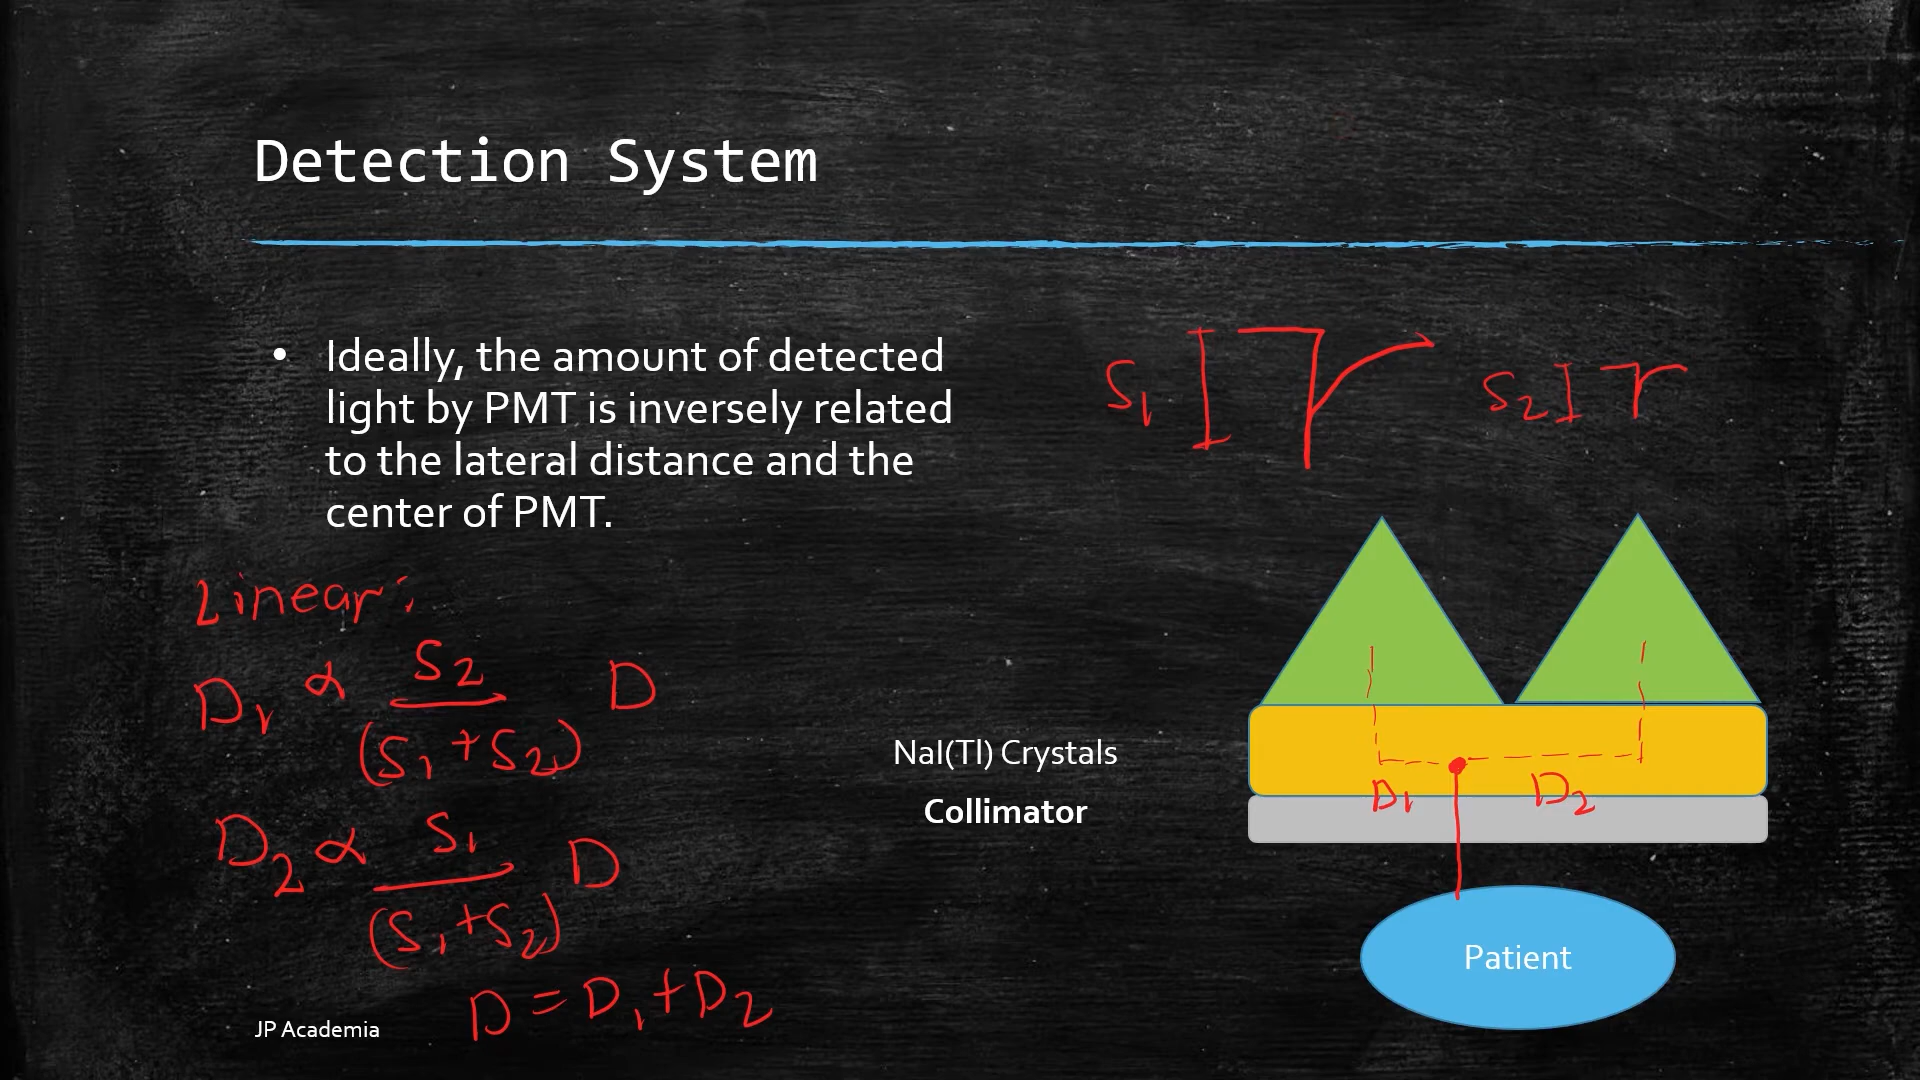 Detection System
• Ideally, the amount of detected
light by PMT is inversely related
to the lateral distance and the
center of PMT.
S₁ S₂
Linear:
D₁ ∝ S₂ / (S₁ + S₂) D
D₂ ∝ S₁ / (S₁ + S₂) D
D = D₁ + D₂
NaI(Tl) Crystals
Collimator
D₁ D₂
Patient
JP Academia